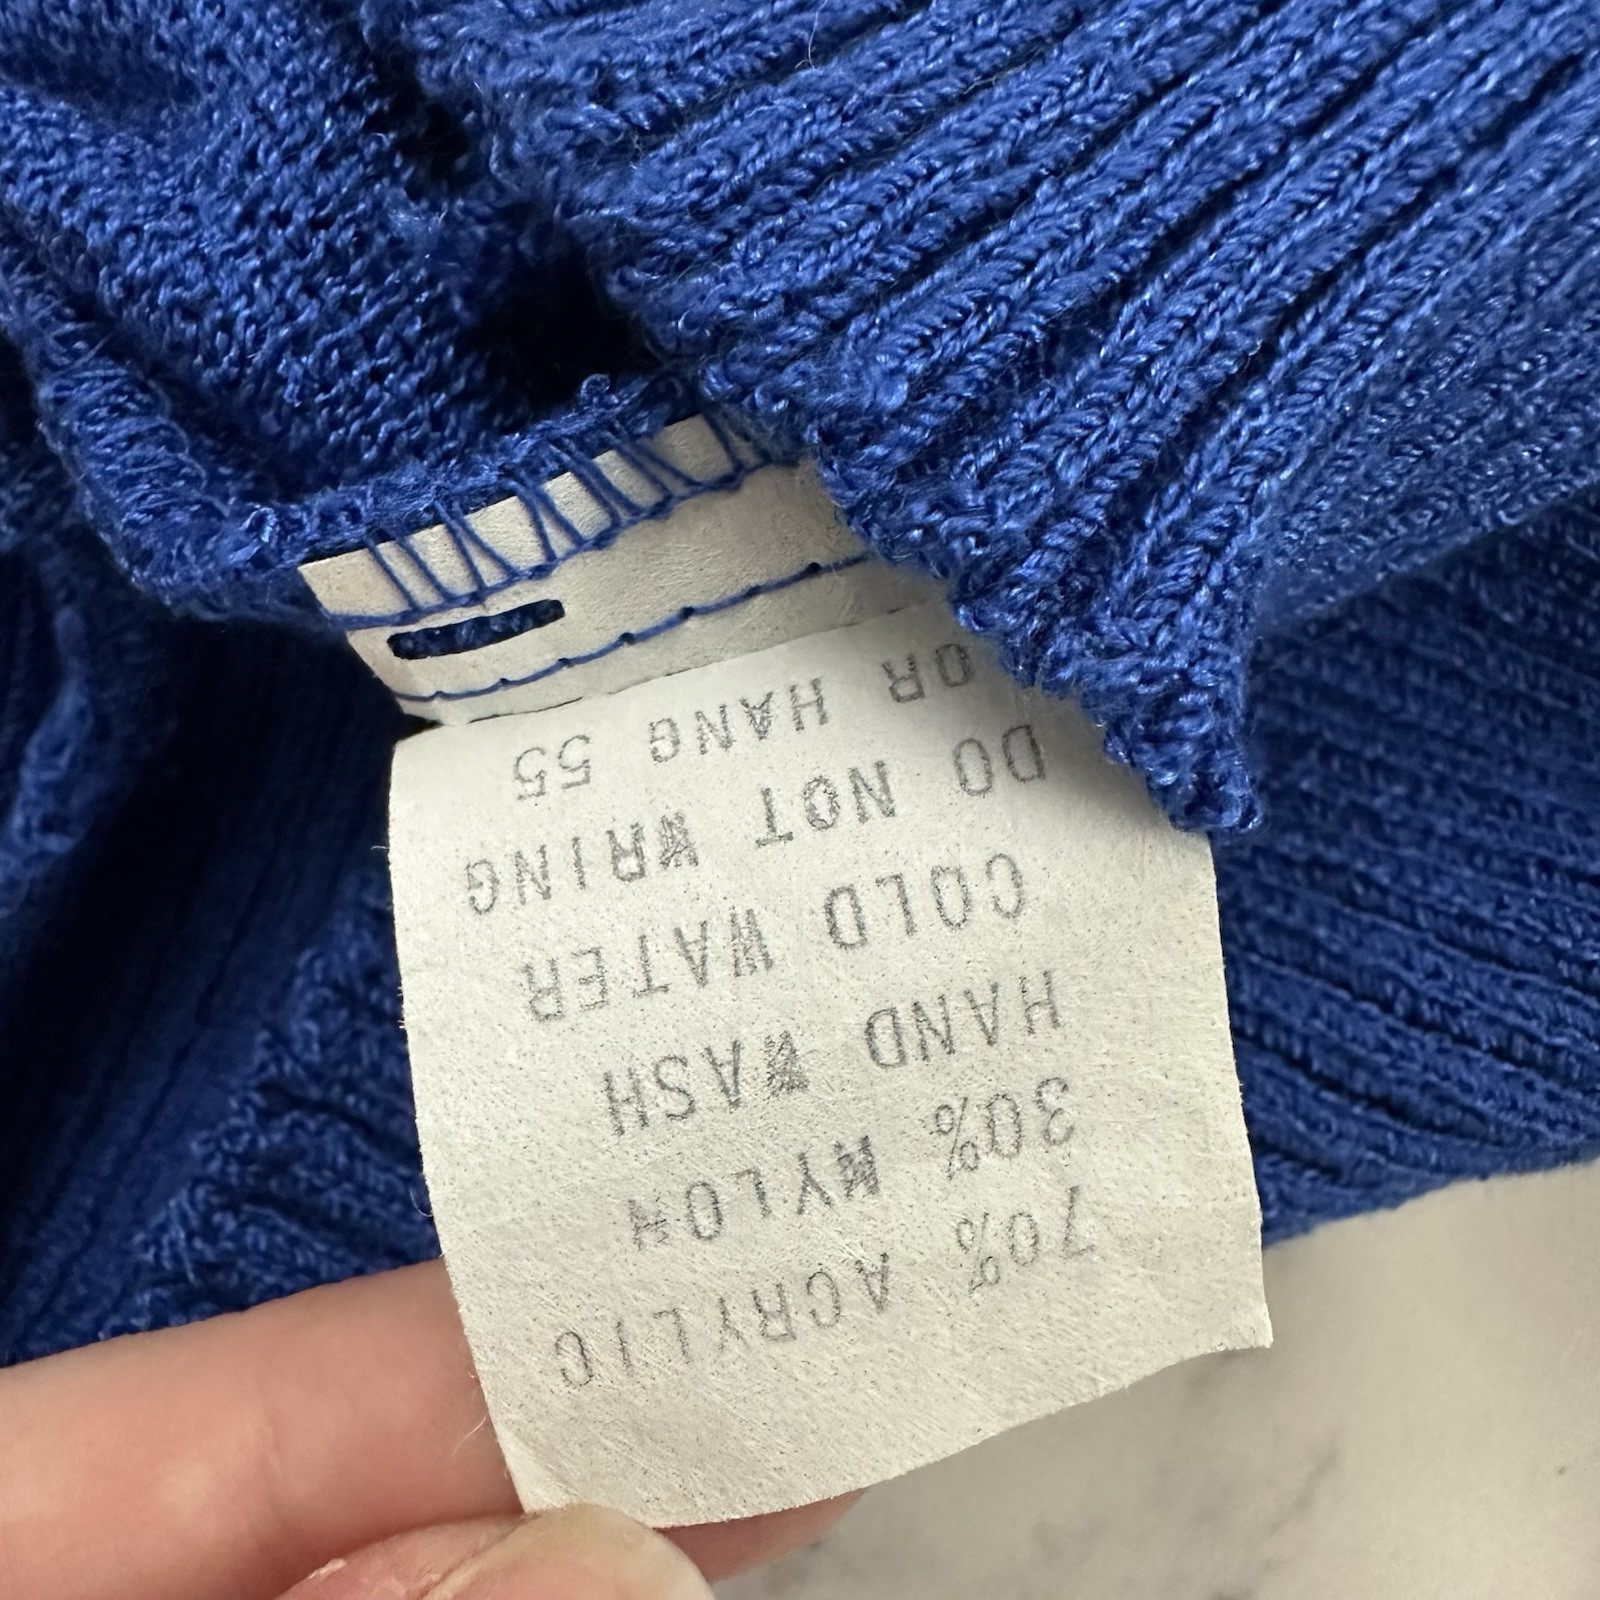 70% ACRYLIC
30% NYLON
HAND WASH
COLD WATER
DO NOT WRING
OR HANG 55